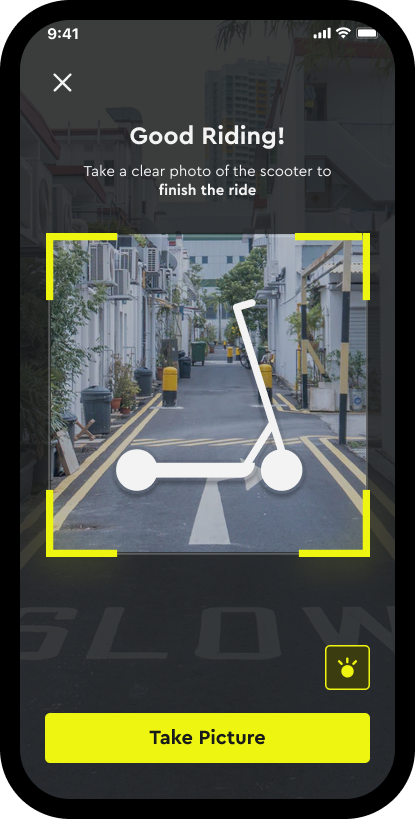 9:41
Good Riding!
Take a clear photo of the scooter to
finish the ride
SLOW
Take Picture